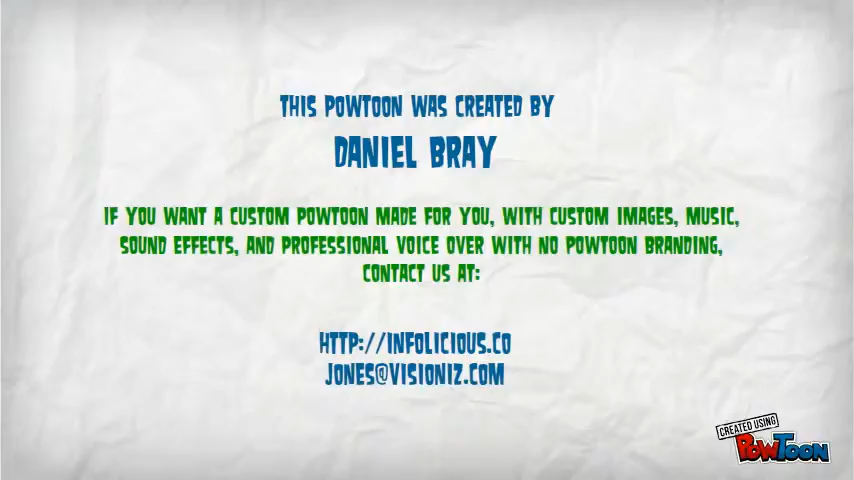 THIS POWTOON WAS CREATED BY
DANIEL BRAY
IF YOU WANT A CUSTOM POWTOON MADE FOR YOU, WITH CUSTOM IMAGES, MUSIC,
SOUND EFFECTS, AND PROFESSIONAL VOICE OVER WITH NO POWTOON BRANDING,
CONTACT US AT:
HTTP://INFOLICIOUS.CO
JONES@VISIONIZ.COM
CREATED USING
POWTOON